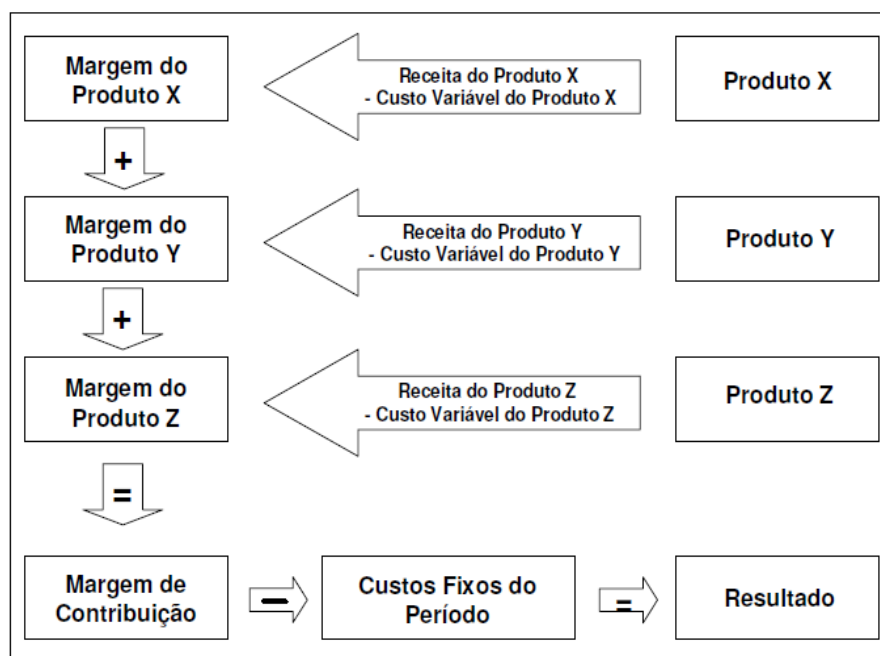 Margem do
Produto X
Receita do Produto X
- Custo Variável do Produto X
Produto X
+
Margem do
Produto Y
Receita do Produto Y
- Custo Variável do Produto Y
Produto Y
+
Margem do
Produto Z
Receita do Produto Z
- Custo Variável do Produto Z
Produto Z
=
Margem de
Contribuição
–
Custos Fixos do
Período
=
Resultado